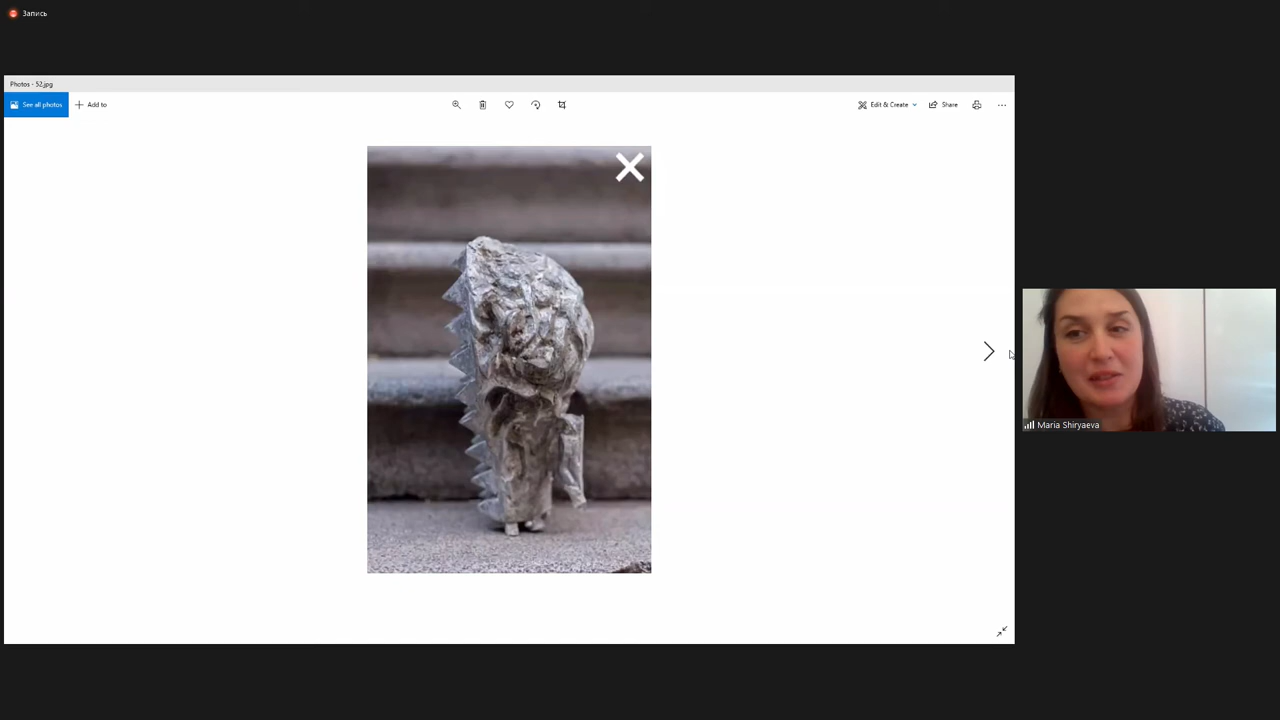 Запись
Photos - 52.jpg
See all photos
Add to
Edit & Create
Share
Maria Shiryaeva